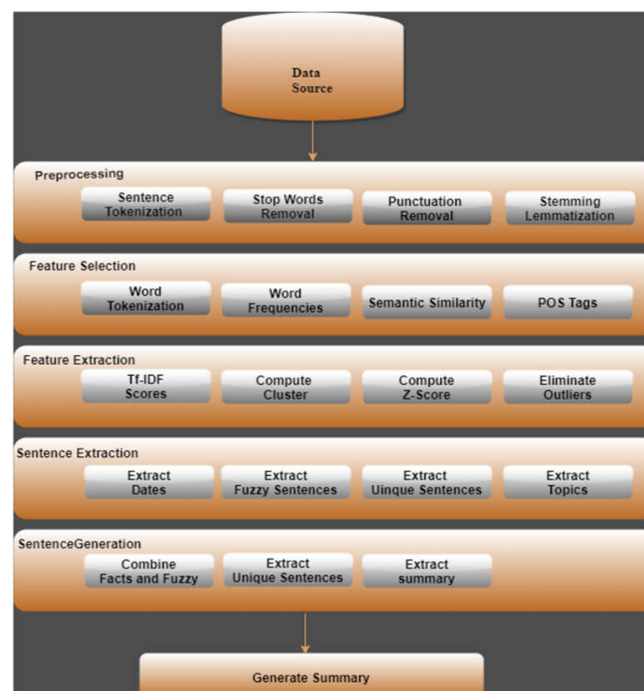 Data
Source
Preprocessing
Sentence
Tokenization
Stop Words
Removal
Punctuation
Removal
Stemming
Lemmatization
Feature Selection
Word
Tokenization
Word
Frequencies
Semantic Similarity
POS Tags
Feature Extraction
Tf-IDF
Scores
Compute
Cluster
Compute
Z-Score
Eliminate
Outliers
Sentence Extraction
Extract
Dates
Extract
Fuzzy Sentences
Extract
Uinque Sentences
Extract
Topics
SentenceGeneration
Combine
Facts and Fuzzy
Extract
Unique Sentences
Extract
summary
Generate Summary